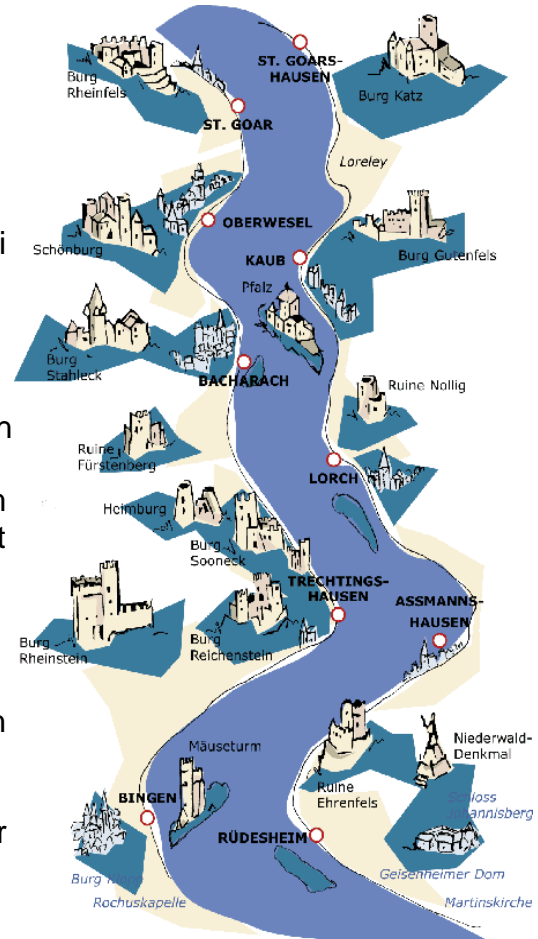 ST. GOARS-
HAUSEN
Burg
Rheinfels
Burg Katz
ST. GOAR
Loreley
OBERWESEL
Schönburg
i
Burg Gutenfels
KAUB
Pfalz
Burg
Stahleck
BACHARACH
Ruine Nollig
n
Ruine
Fürstenberg
LORCH
n
Heimburg
t
Burg
Sooneck
TRECHTINGS-
HAUSEN
ASSMANNS-
HAUSEN
Burg
Rheinstein
Burg
Reichenstein
n
Mäuseturm
Niederwald-
Denkmal
Ruine
Ehrenfels
BINGEN
Schloss
Johannisberg
r
RÜDESHEIM
Burg Klopp
Geisenheimer Dom
Rochuskapelle
Martinskirche